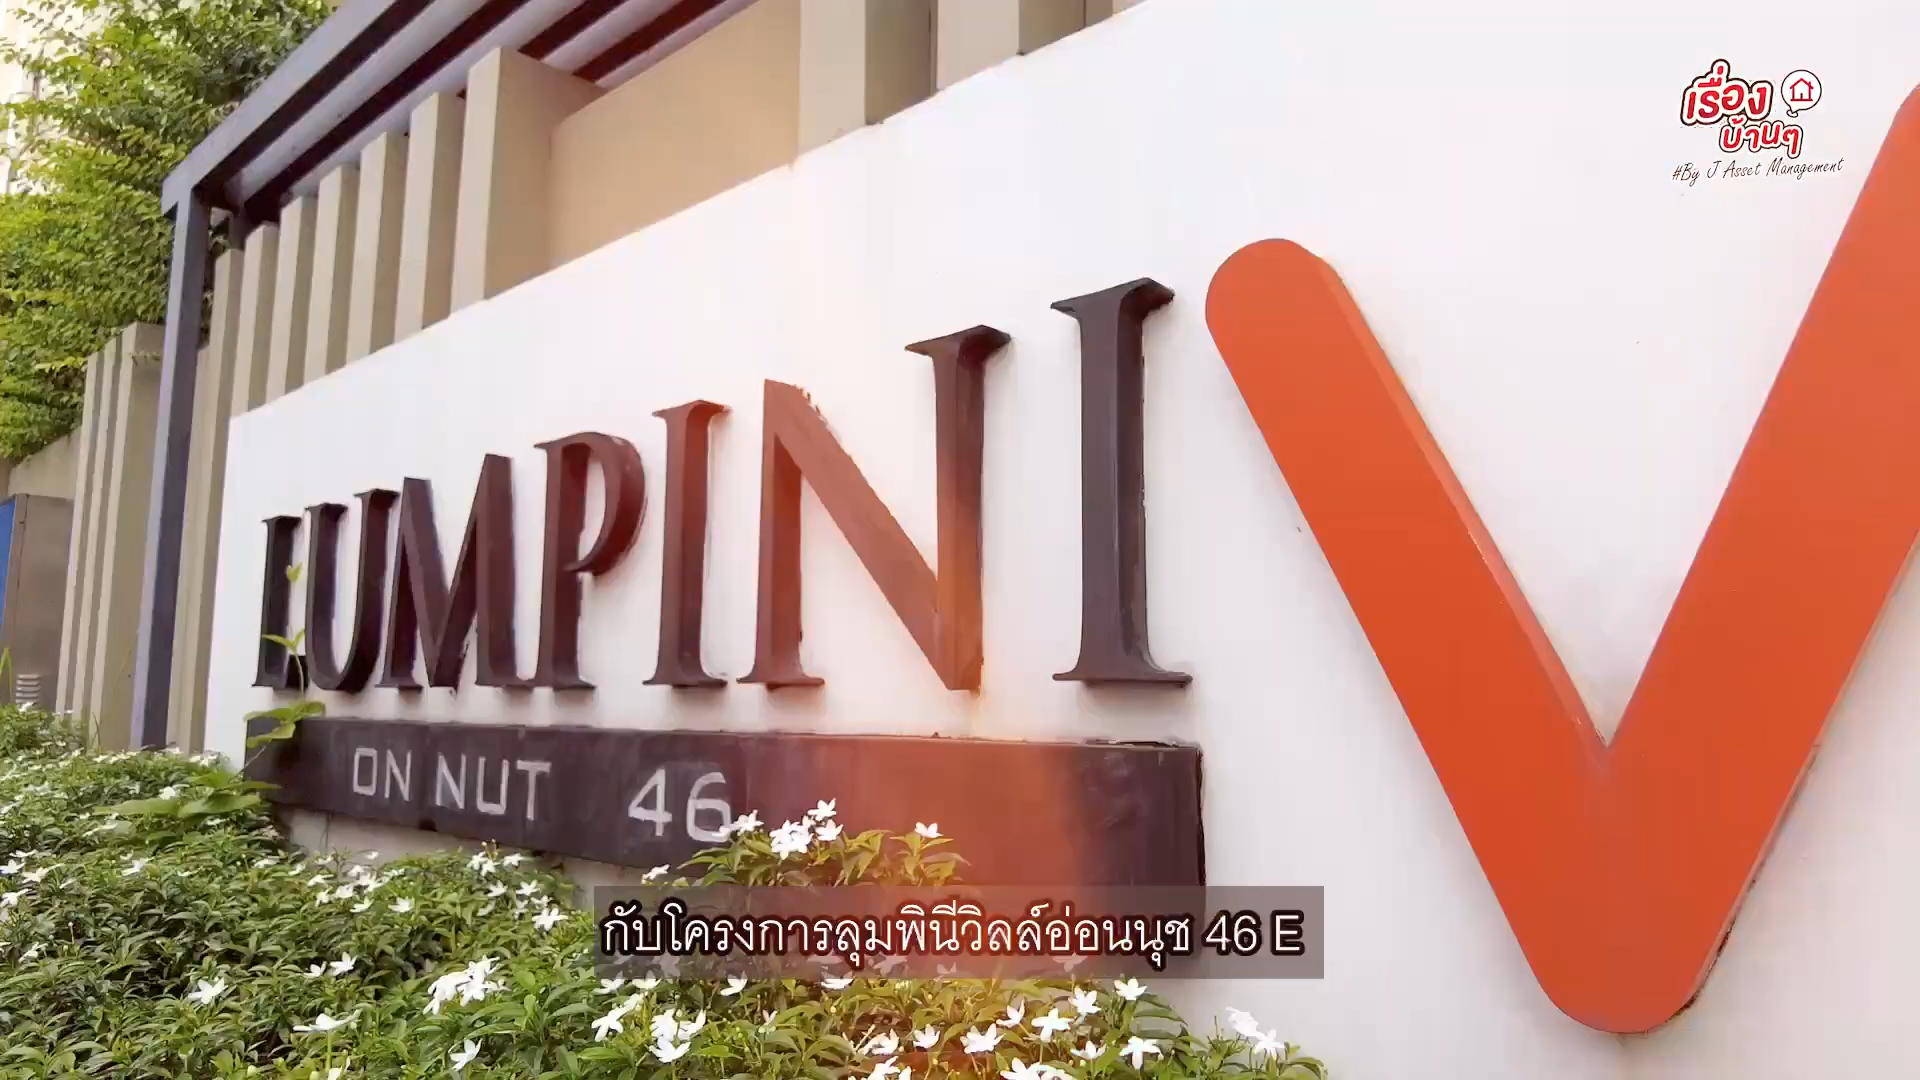 เรื่อง
บ้านๆ
#By J Asset Management
LUMPINI V
ON NUT 46
กับโครงการลุมพินีวิลล์อ่อนนุช 46 E